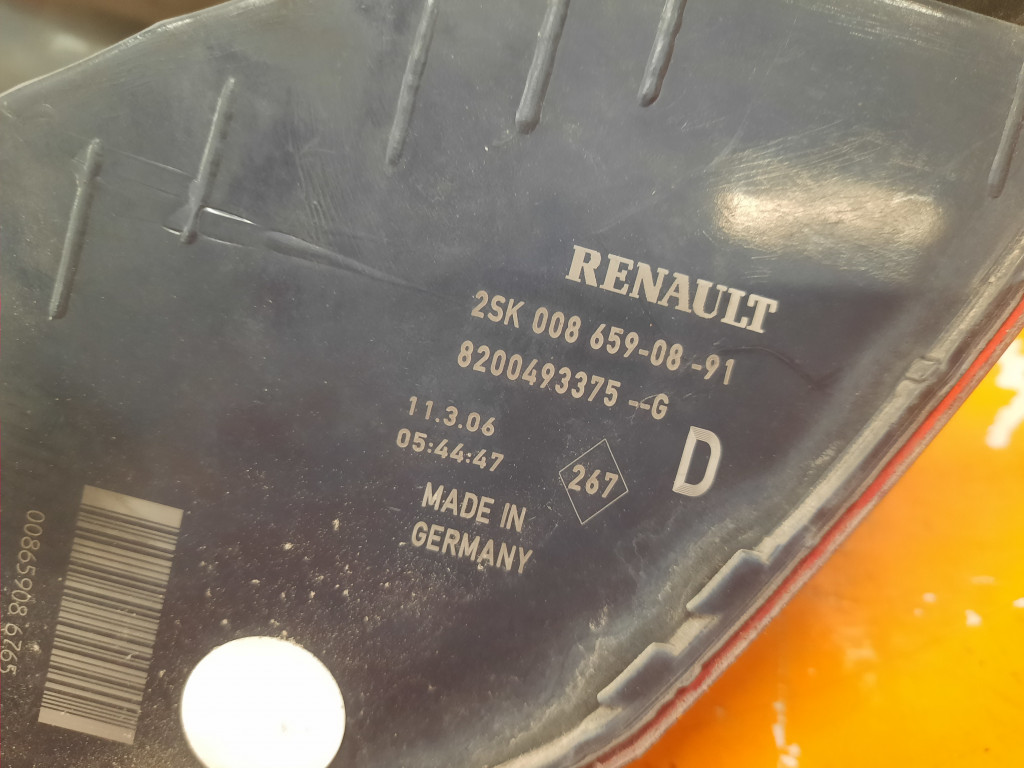 RENAULT
2SK 008 659-08-91
8200493375 --G
11.3.06
05:44:47
267
D
MADE IN
GERMANY
00865908 6765